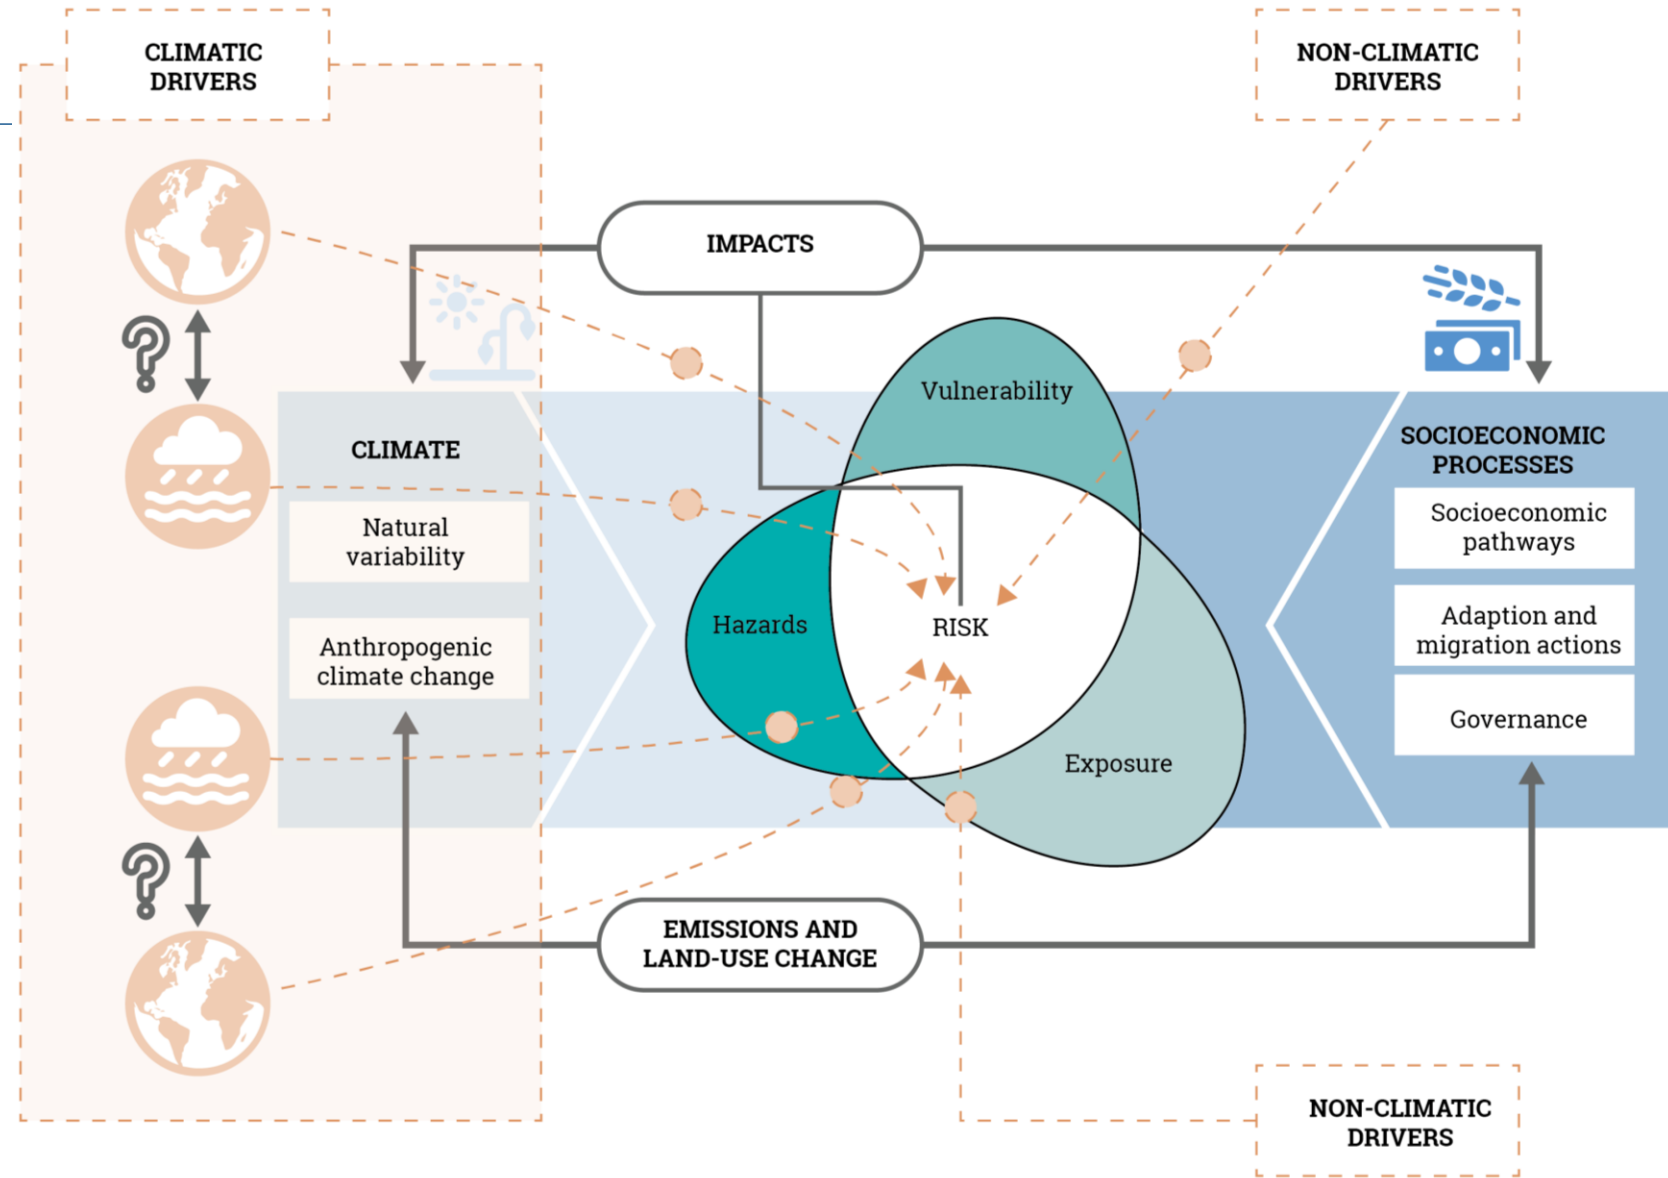 CLIMATIC
DRIVERS
NON-CLIMATIC
DRIVERS
IMPACTS
Vulnerability
CLIMATE
Natural
variability
Anthropogenic
climate change
Hazards
RISK
Exposure
SOCIOECONOMIC
PROCESSES
Socioeconomic
pathways
Adaption and
migration actions
Governance
EMISSIONS AND
LAND-USE CHANGE
NON-CLIMATIC
DRIVERS